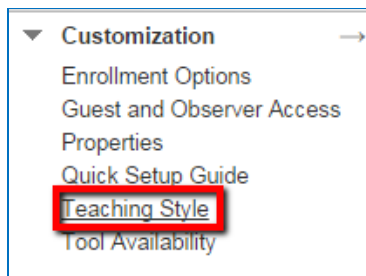 Customization
Enrollment Options
Guest and Observer Access
Properties
Quick Setup Guide
Teaching Style
Tool Availability